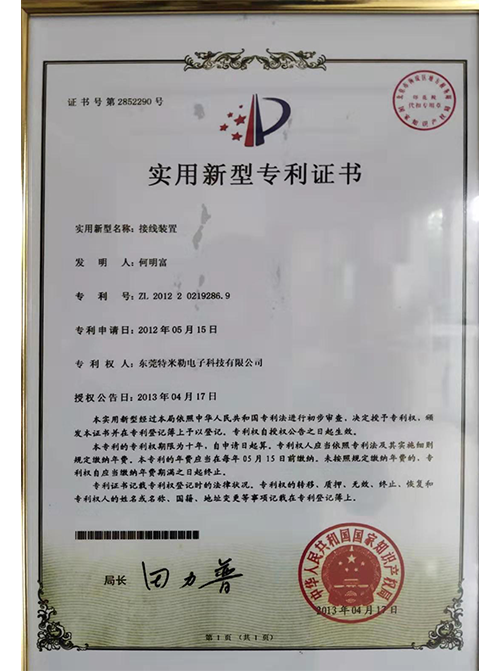 证书号第2852290号
代印专用章
实用新型专利证书
实用新型名称：接线装置
发 明 人：何明富
专 利 号：ZL 2012 2 0219286.9
专利申请日：2012年05月15日
专 利 权 人：东莞特米勒电子科技有限公司
授权公告日：2013年04月17日
本实用新型经过本局依照中华人民共和国专利法进行初步审查，决定授予专利权，颁
发本证书并在专利登记簿上予以登记。专利权自授权公告之日起生效。
本专利的专利权期限为十年，自申请日起算。专利权人应当依照专利法及其实施细则
规定缴纳年费。本专利的年费应当在每年05月15日前缴纳。未按照规定缴纳年费的，专利
权自应当缴纳年费期满之日起终止。
专利证书记载专利权登记时的法律状况。专利权的转移、质押、无效、终止、恢复和
专利权人的姓名或名称、国籍、地址变更等事项记载在专利登记簿上。
局长
田力普
中华人民共和国国家知识产权局
2013年04月17日
第1页（共1页）